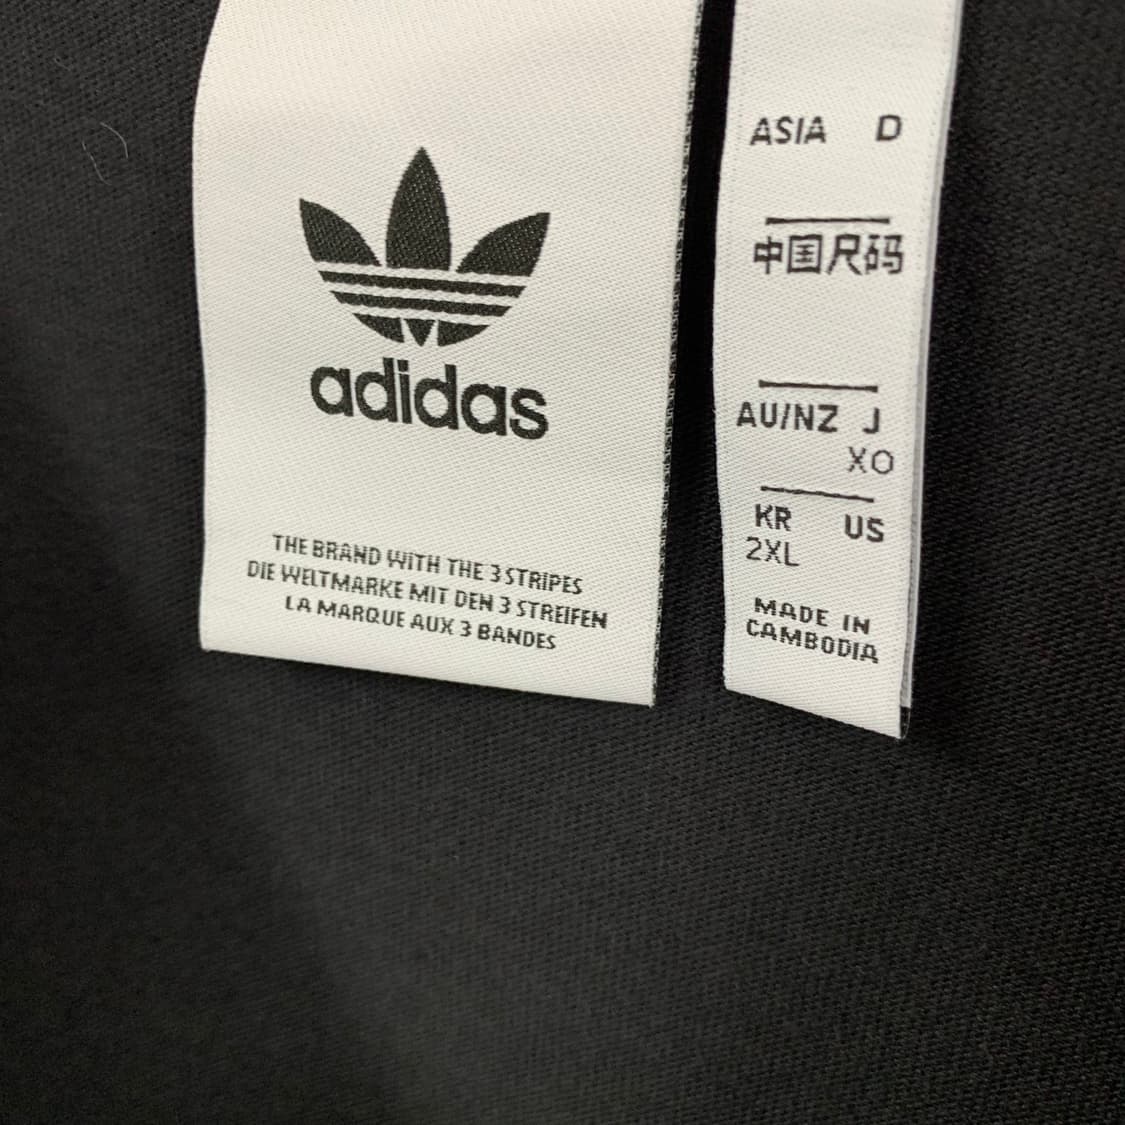 adidas
THE BRAND WITH THE 3 STRIPES
DIE WELTMARKE MIT DEN 3 STREIFEN
LA MARQUE AUX 3 BANDES
ASIA D
中国尺码
AU/NZ J
XO
KR US
2XL
MADE IN
CAMBODIA